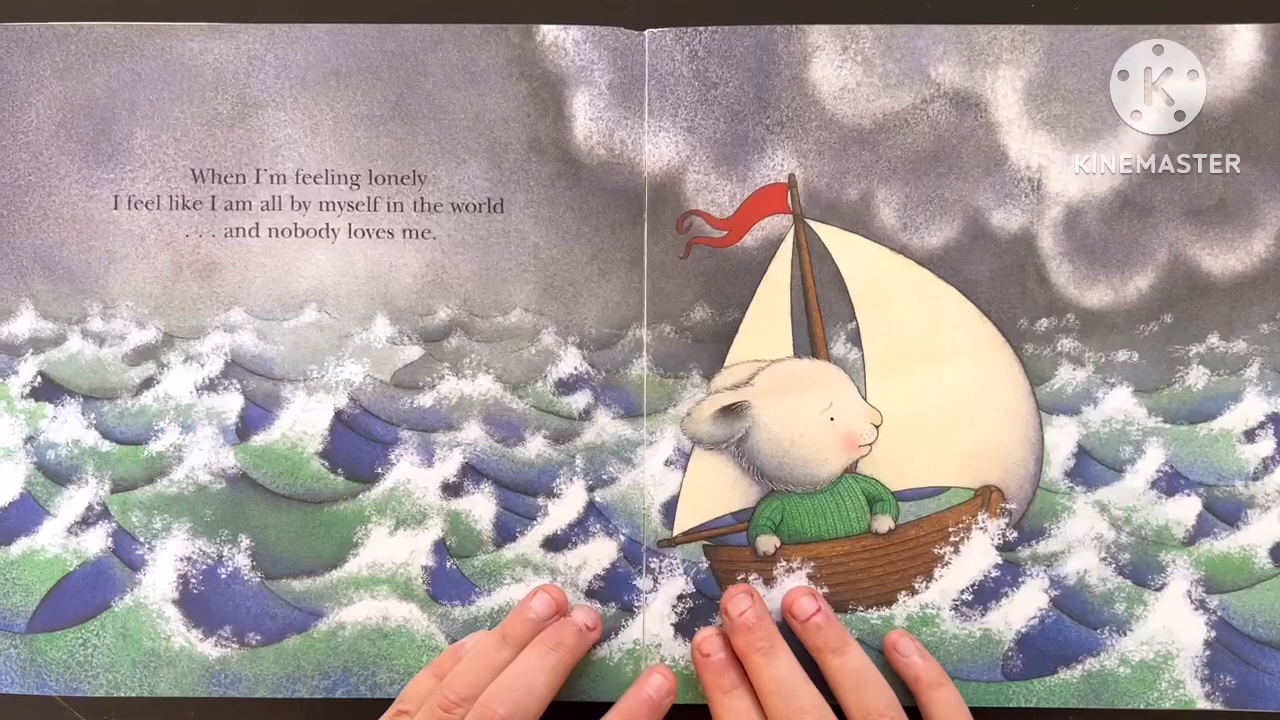 When I'm feeling lonely
I feel like I am all by myself in the world
. . . and nobody loves me.
K
KINEMASTER